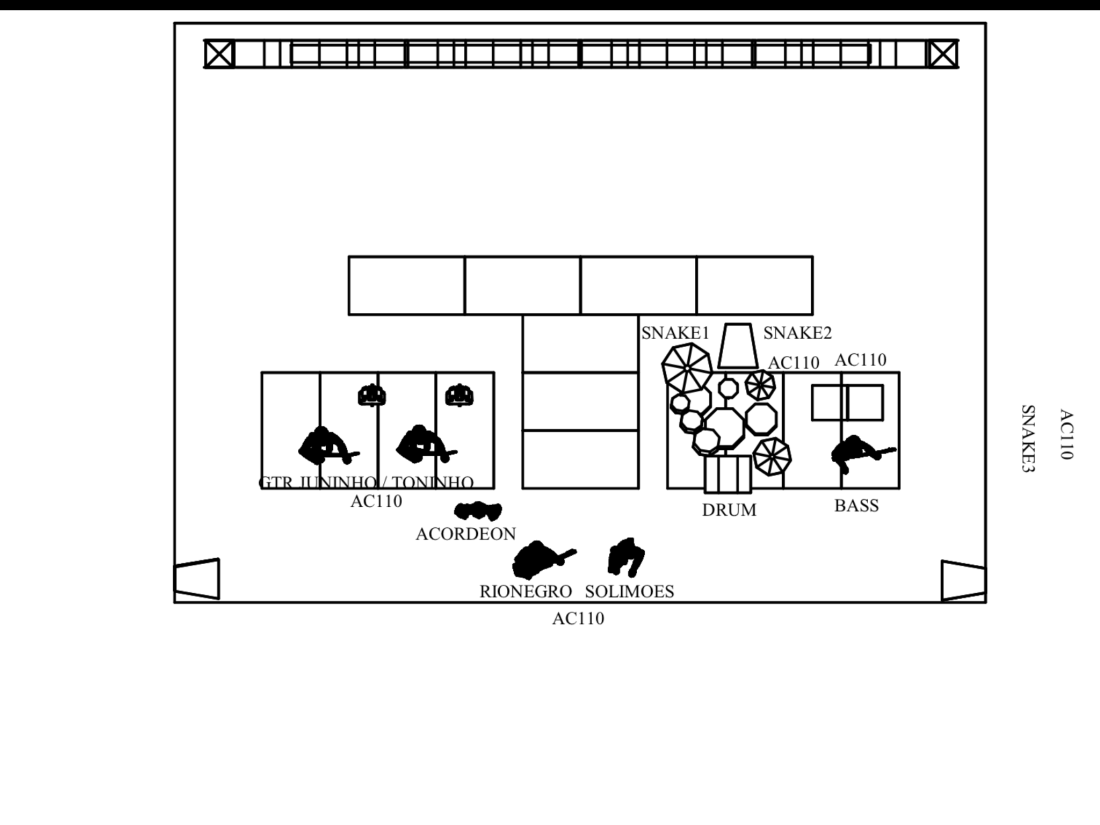 SNAKE1
SNAKE2
AC110
AC110
SNAKE3
AC110
GTR JUNINHO / TONINHO
AC110
ACORDEON
DRUM
BASS
RIONEGRO
SOLIMOES
AC110